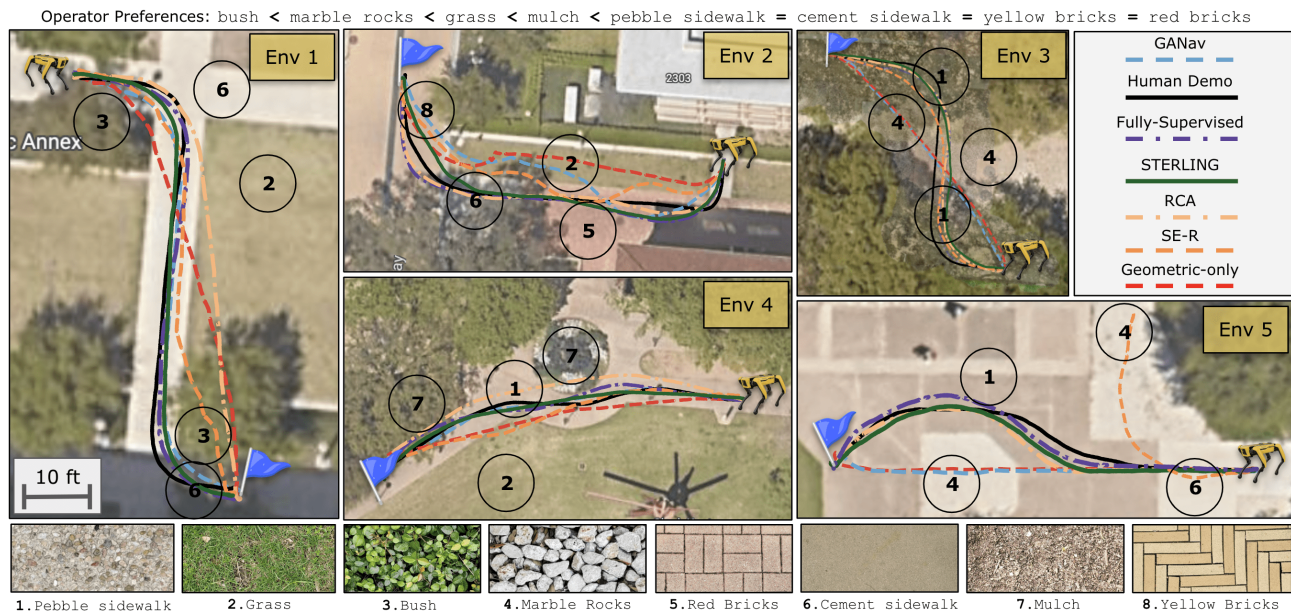 Operator Preferences: bush < marble rocks < grass < mulch < pebble sidewalk = cement sidewalk = yellow bricks = red bricks
Env 1
6
3
c Annex
2
3
6
10 ft
Env 2
2303
8
2
6
5
ay
Env 3
1
4
4
1
GANav
Human Demo
Fully-Supervised
STERLING
RCA
SE-R
Geometric-only
Env 4
7
1
7
2
Env 5
4
1
4
6
1.Pebble sidewalk
2.Grass
3.Bush
4.Marble Rocks
5.Red Bricks
6.Cement sidewalk
7.Mulch
8.Yellow Bricks